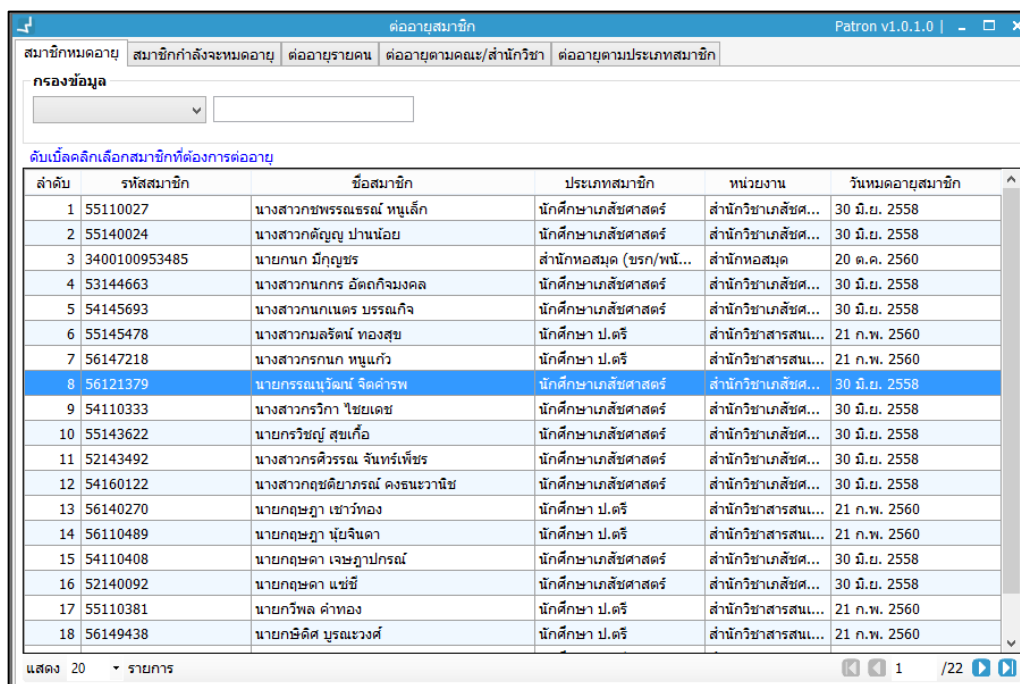 ต่ออายุสมาชิก Patron v1.0.1.0 |
สมาชิกหมดอายุ สมาชิกกำลังจะหมดอายุ ต่ออายุรายคน ต่ออายุตามคณะ/สำนักวิชา ต่ออายุตามประเภทสมาชิก
กรองข้อมูล
ดับเบิ้ลคลิกเลือกสมาชิกที่ต้องการต่ออายุ
ลำดับ รหัสสมาชิก ชื่อสมาชิก ประเภทสมาชิก หน่วยงาน วันหมดอายุสมาชิก
1 55110027 นางสาวกชพรรณธรณ์ หนูเล็ก นักศึกษาเภสัชศาสตร์ สำนักวิชาเภสัชศ... 30 มิ.ย. 2558
2 55140024 นางสาวกตัญญู ปานน้อย นักศึกษาเภสัชศาสตร์ สำนักวิชาเภสัชศ... 30 มิ.ย. 2558
3 3400100953485 นายกนก มีกุญชร สำนักหอสมุด (ขรก/พนั... สำนักหอสมุด 20 ต.ค. 2560
4 53144663 นางสาวกนกกร อัตถกิจมงคล นักศึกษาเภสัชศาสตร์ สำนักวิชาเภสัชศ... 30 มิ.ย. 2558
5 54145693 นางสาวกนกเนตร บรรณกิจ นักศึกษาเภสัชศาสตร์ สำนักวิชาเภสัชศ... 30 มิ.ย. 2558
6 55145478 นางสาวกมลรัตน์ ทองสุข นักศึกษา ป.ตรี สำนักวิชาสารสนเ... 21 ก.พ. 2560
7 56147218 นางสาวกรกนก หนูแก้ว นักศึกษา ป.ตรี สำนักวิชาสารสนเ... 21 ก.พ. 2560
8 56121379 นายกรรณนุวัฒน์ จิตคำรพ นักศึกษาเภสัชศาสตร์ สำนักวิชาเภสัชศ... 30 มิ.ย. 2558
9 54110333 นางสาวกรวิกา ไชยเดช นักศึกษาเภสัชศาสตร์ สำนักวิชาเภสัชศ... 30 มิ.ย. 2558
10 55143622 นายกรวิชญ์ สุขเกื้อ นักศึกษาเภสัชศาสตร์ สำนักวิชาเภสัชศ... 30 มิ.ย. 2558
11 52143492 นางสาวกรศิวรรณ จันทร์เพ็ชร นักศึกษาเภสัชศาสตร์ สำนักวิชาเภสัชศ... 30 มิ.ย. 2558
12 54160122 นางสาวกฤชติยาภรณ์ คงธนะวานิช นักศึกษาเภสัชศาสตร์ สำนักวิชาเภสัชศ... 30 มิ.ย. 2558
13 56140270 นายกฤษฎา เชาว์ทอง นักศึกษา ป.ตรี สำนักวิชาสารสนเ... 21 ก.พ. 2560
14 56110489 นายกฤษฎา นุ้ยจินดา นักศึกษา ป.ตรี สำนักวิชาสารสนเ... 21 ก.พ. 2560
15 54110408 นายกฤษดา เจษฎาปกรณ์ นักศึกษาเภสัชศาสตร์ สำนักวิชาเภสัชศ... 30 มิ.ย. 2558
16 52140092 นายกฤษดา แซ่ซี นักศึกษาเภสัชศาสตร์ สำนักวิชาเภสัชศ... 30 มิ.ย. 2558
17 55110381 นายกวีพล คำทอง นักศึกษา ป.ตรี สำนักวิชาสารสนเ... 21 ก.พ. 2560
18 56149438 นายกษิดิศ บูรณะวงศ์ นักศึกษา ป.ตรี สำนักวิชาสารสนเ... 21 ก.พ. 2560
แสดง 20 รายการ 1 /22